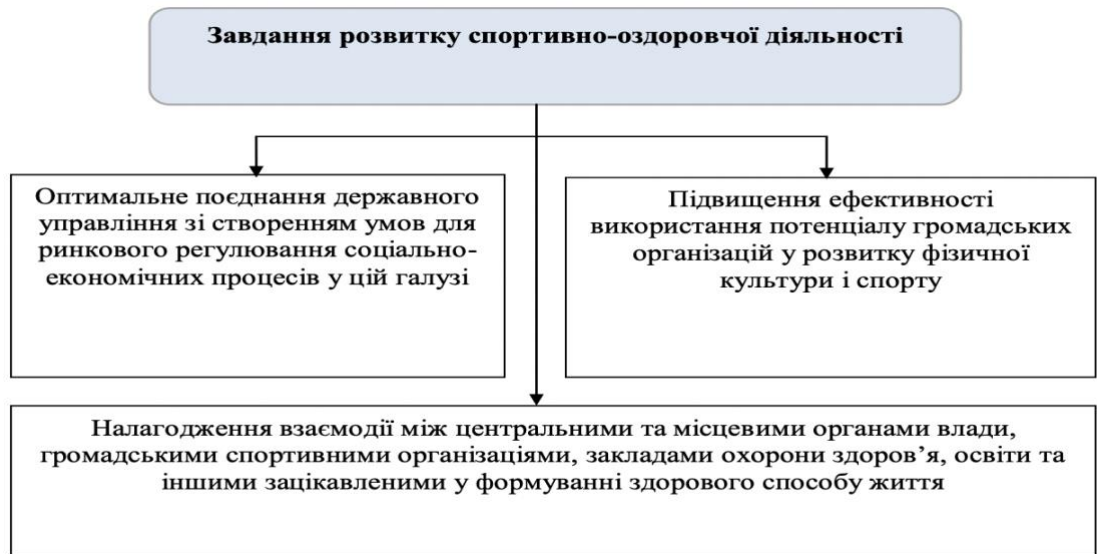 Завдання розвитку спортивно-оздоровчої діяльності
Оптимальне поєднання державного
управління зі створенням умов для
ринкового регулювання соціально-
економічних процесів у цій галузі
Підвищення ефективності
використання потенціалу громадських
організацій у розвитку фізичної
культури і спорту
Налагодження взаємодії між центральними та місцевими органами влади,
громадськими спортивними організаціями, закладами охорони здоров’я, освіти та
іншими зацікавленими у формуванні здорового способу життя